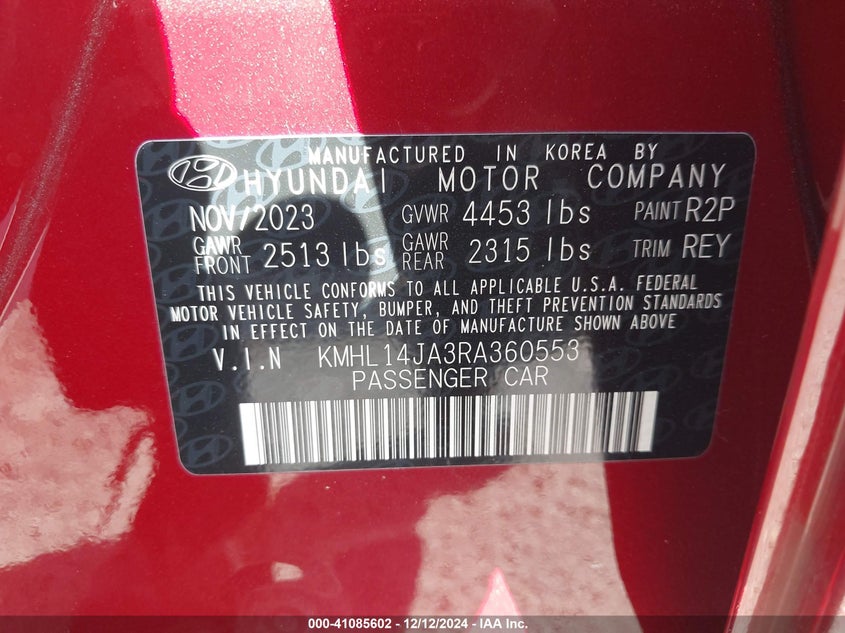 MANUFACTURED IN KOREA BY
HYUNDAI MOTOR COMPANY
NOV/2023 GVWR 4453 lbs PAINT R2P
GAWR FRONT 2513 lbs GAWR REAR 2315 lbs TRIM REY
THIS VEHICLE CONFORMS TO ALL APPLICABLE U.S.A. FEDERAL
MOTOR VEHICLE SAFETY, BUMPER, AND THEFT PREVENTION STANDARDS
IN EFFECT ON THE DATE OF MANUFACTURE SHOWN ABOVE
V.I.N KMHL14JA3RA360553
PASSENGER CAR
000-41085602 - 12/12/2024 - IAA Inc.